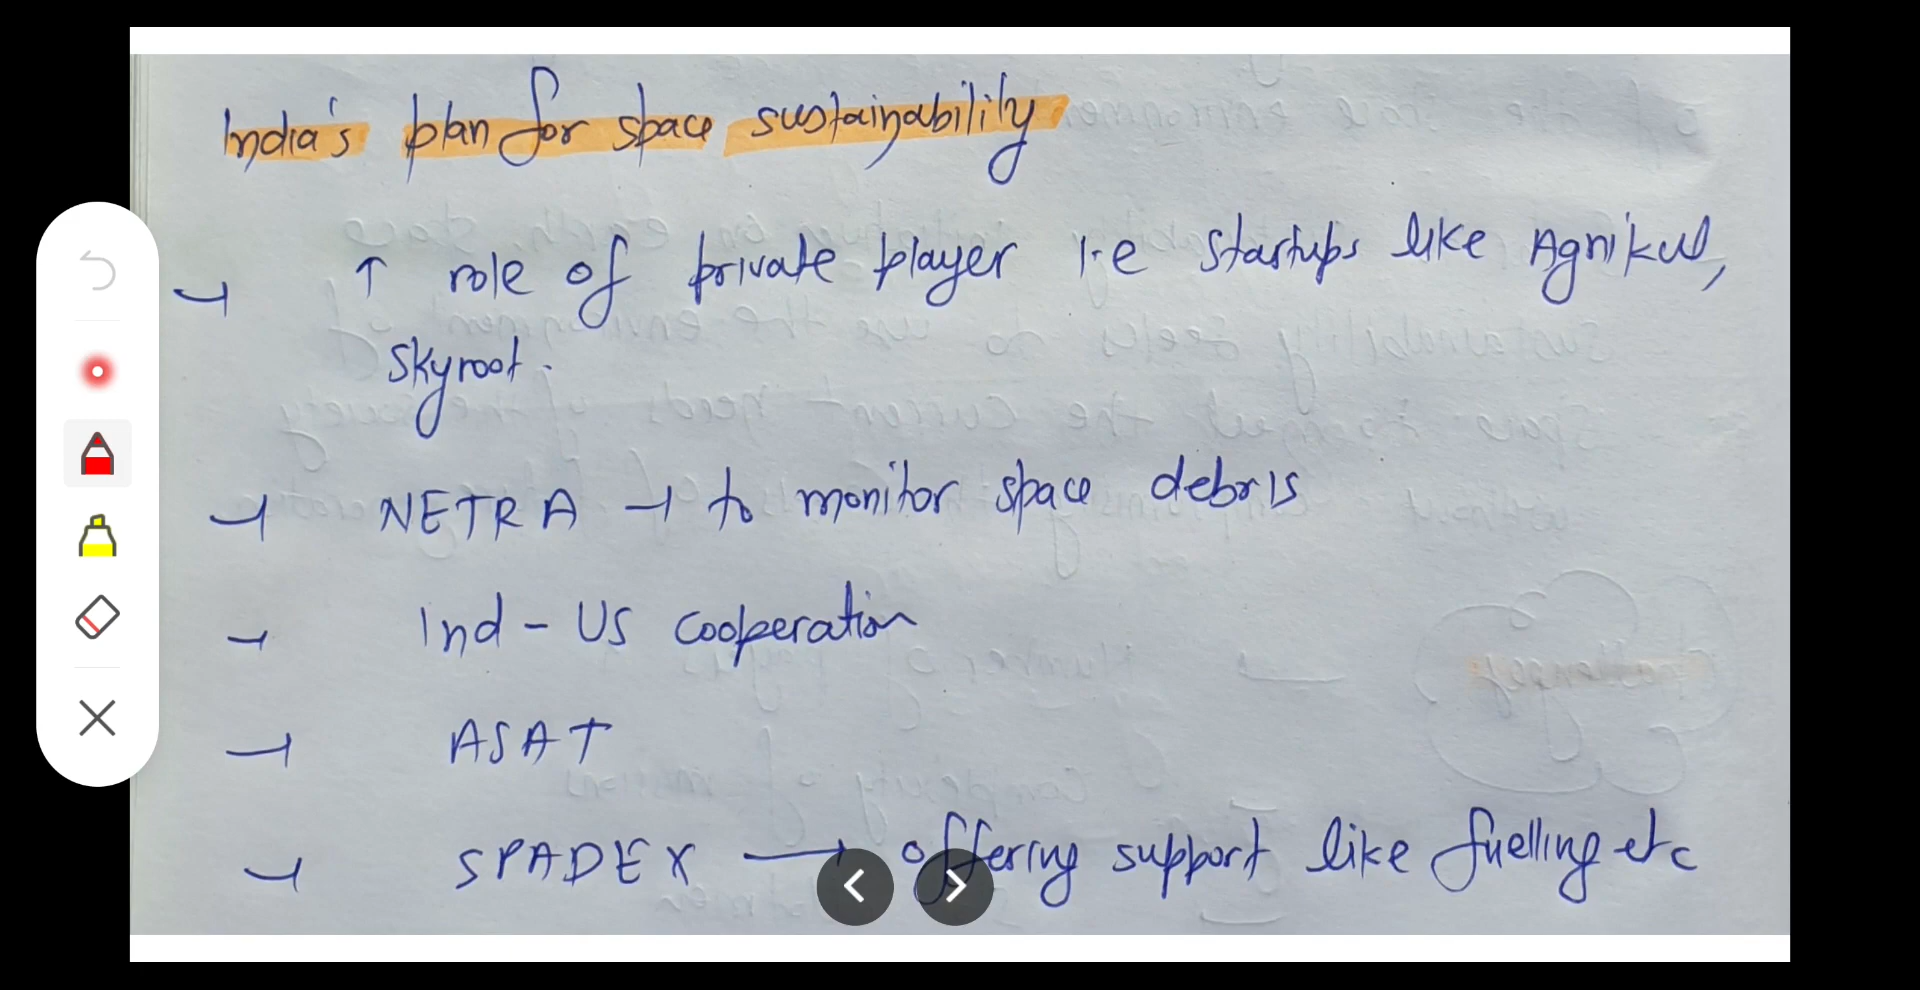 India's plan for space sustainability
→ ↑ role of private player i.e startups like Agnikul,
Skyroot.
→ NETRA → to monitor space debris
→ Ind - US cooperation
→ ASAT
→ SPADEX → offering support like fuelling etc